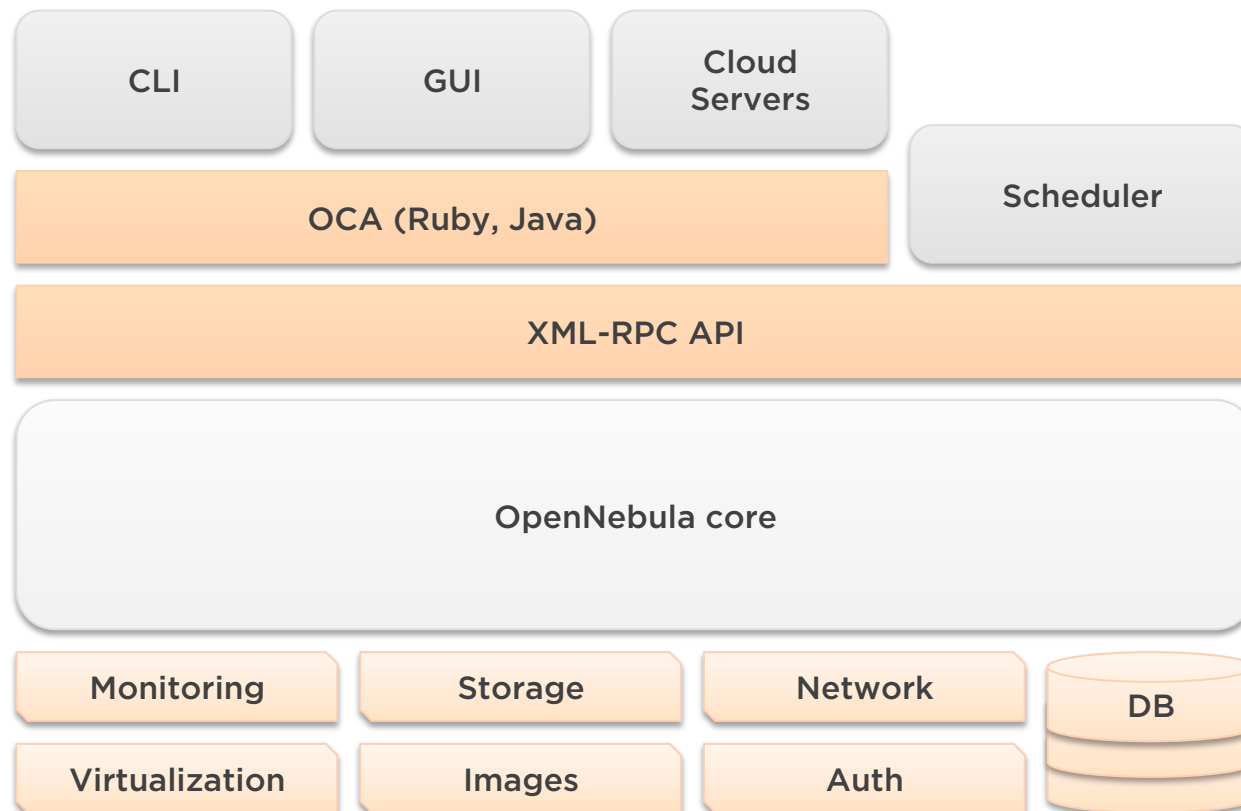 CLI
GUI
Cloud
Servers
Scheduler
OCA (Ruby, Java)
XML-RPC API
OpenNebula core
Monitoring
Storage
Network
DB
Virtualization
Images
Auth